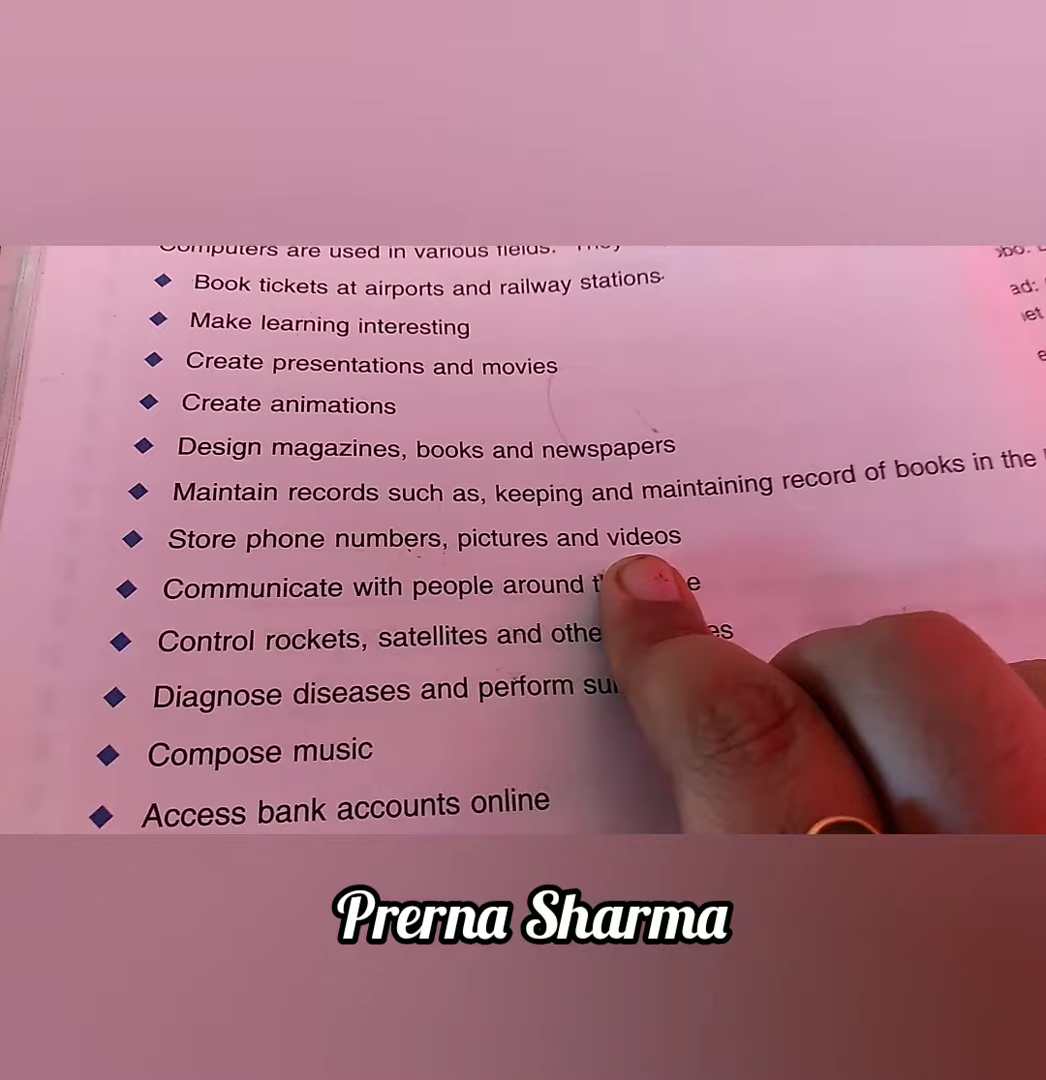 Computers are used in various fields. They
Book tickets at airports and railway stations.
Make learning interesting
Create presentations and movies
Create animations
Design magazines, books and newspapers
Maintain records such as, keeping and maintaining record of books in the
Store phone numbers, pictures and videos
Communicate with people around
Control rockets, satellites and
Diagnose diseases and perform
Compose music
Access bank accounts online
Prerna Sharma